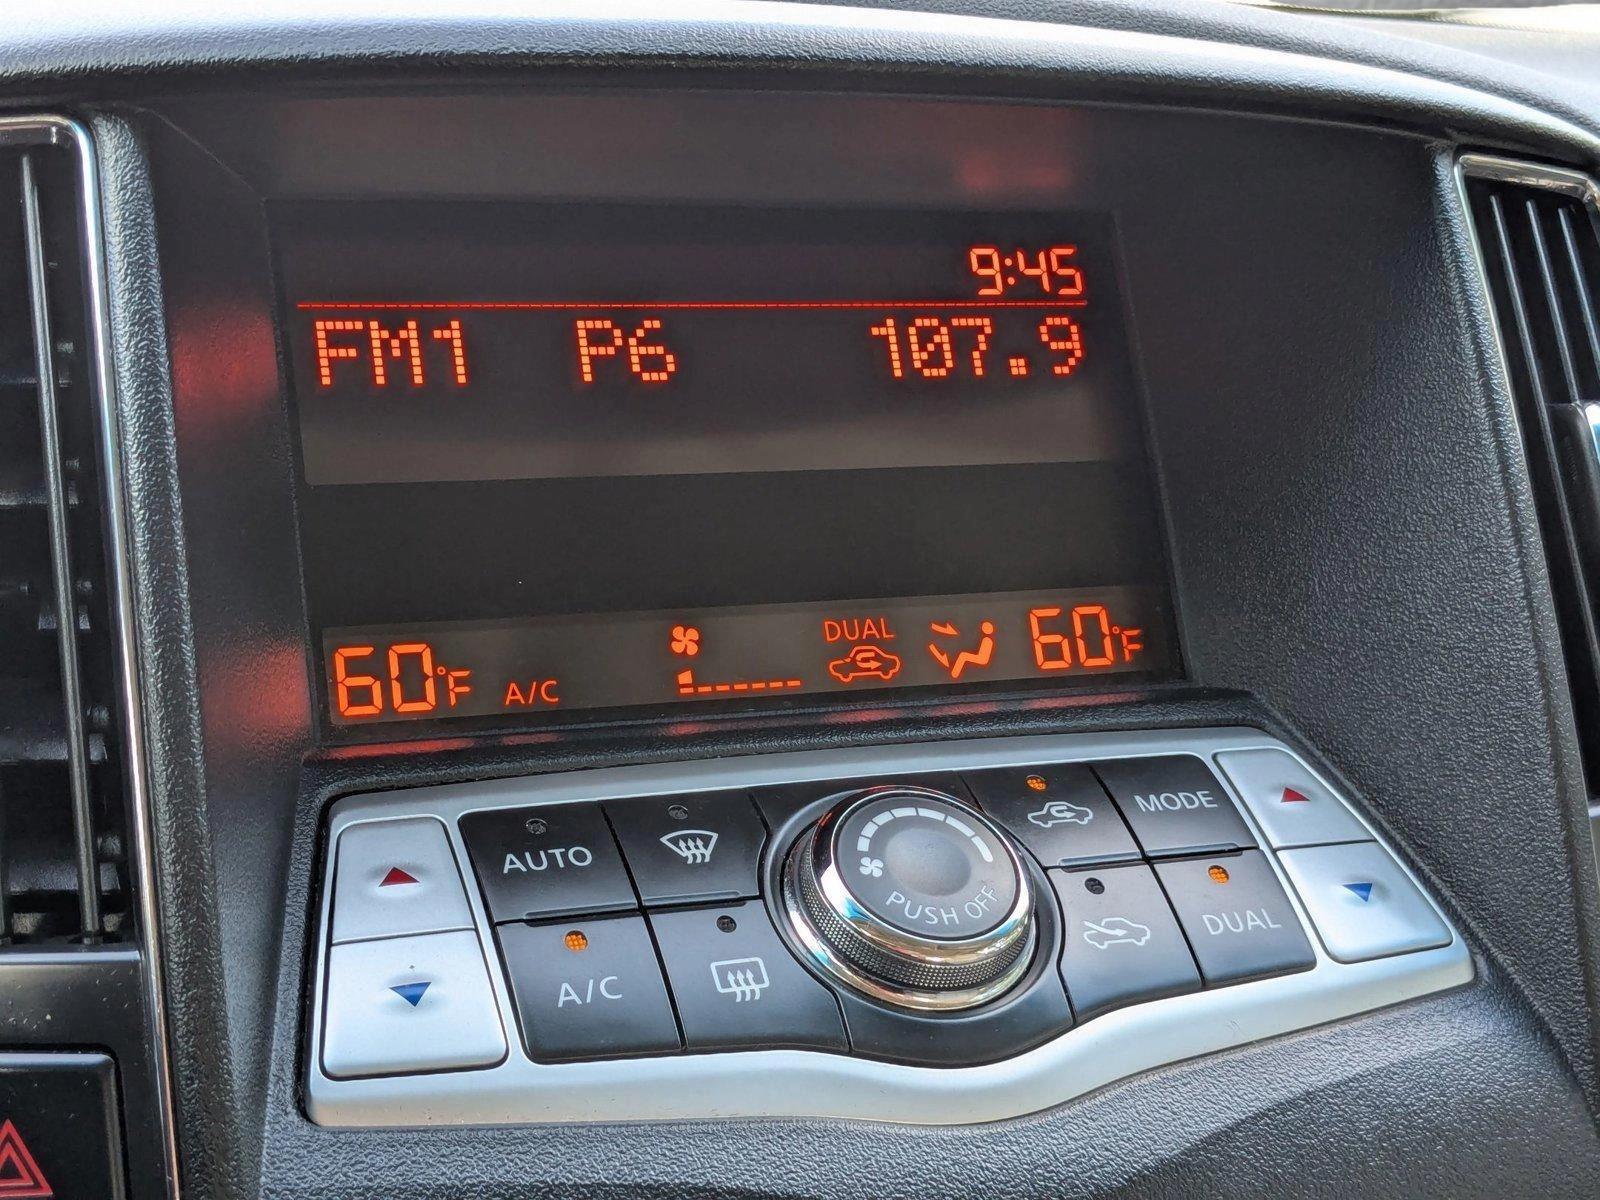 9:45
FM1 P6 107.9
60°F A/C DUAL 60°F
AUTO
MODE
A/C
PUSH OFF
DUAL